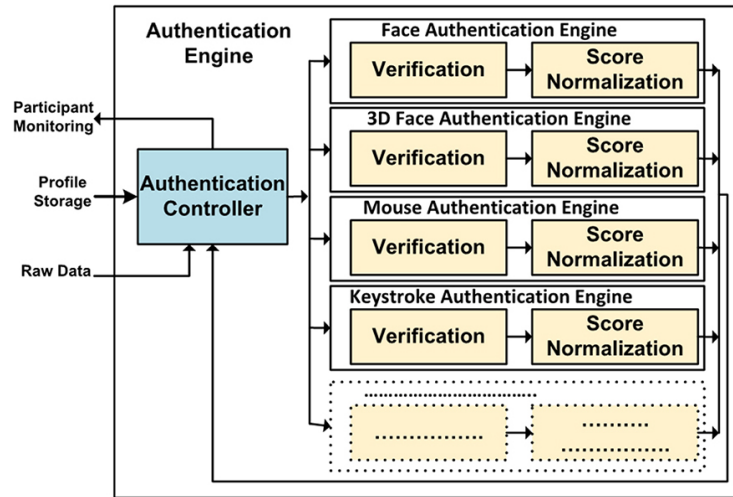 Authentication
Engine
Participant
Monitoring
Profile
Storage
Raw Data
Authentication
Controller
Face Authentication Engine
Verification
Score
Normalization
3D Face Authentication Engine
Verification
Score
Normalization
Mouse Authentication Engine
Verification
Score
Normalization
Keystroke Authentication Engine
Verification
Score
Normalization